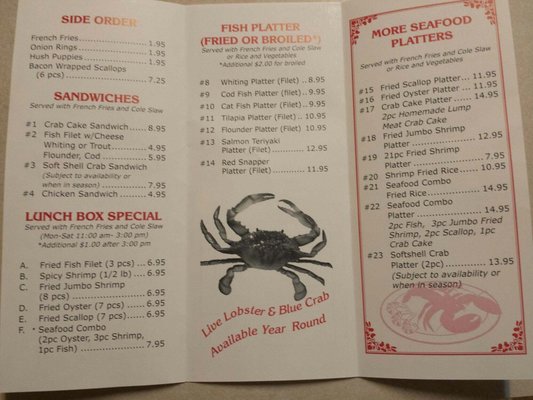 SIDE ORDER
French Fries 1.95
Onion Rings 1.95
Hush Puppies 1.95
Bacon Wrapped Scallops
(6 pcs) 7.25
SANDWICHES
Served with French Fries and Cole Slaw
#1 Crab Cake Sandwich 8.95
#2 Fish Filet w/Cheese
Whiting or Trout 4.95
Flounder, Cod 5.95
#3 Soft Shell Crab Sandwich
(Subject to availability or
when in season) 7.95
#4 Chicken Sandwich 4.95
LUNCH BOX SPECIAL
Served with French Fries and Cole Slaw
(Mon-Sat 11:00 am- 3:00 pm)
*Additional $1.00 after 3:00 pm
A. Fried Fish Filet (3 pcs) 6.95
B. Spicy Shrimp (1/2 lb) 6.95
C. Fried Jumbo Shrimp
(8 pcs) 6.95
D. Fried Oyster (7 pcs) 6.95
E. Fried Scallop (7 pcs) 6.95
F. * Seafood Combo
(2pc Oyster, 3pc Shrimp,
1pc Fish) 7.95
FISH PLATTER
(FRIED OR BROILED*)
Served with French Fries and Cole Slaw
or Rice and Vegetables
*Additional $2.00 for broiled
#8 Whiting Platter (Filet) 8.95
#9 Cod Fish Platter (Filet) 9.95
#10 Cat Fish Platter (Filet) 9.95
#11 Tilapia Platter (Filet) 10.95
#12 Flounder Platter (Filet) 10.95
#13 Salmon Teriyaki
Platter (Filet) 12.95
#14 Red Snapper
Platter (Filet) 11.95
Live Lobster & Blue Crab
Available Year Round
MORE SEAFOOD
PLATTERS
Served with French Fries and Cole Slaw
or Rice and Vegetables
#15 Fried Scallop Platter 11.95
#16 Fried Oyster Platter 11.95
#17 Crab Cake Platter 14.95
2pc Homemade Lump
Meat Crab Cake
#18 Fried Jumbo Shrimp
Platter 12.95
#19 21pc Fried Shrimp
Platter 7.95
#20 Shrimp Fried Rice 10.95
#21 Seafood Combo
Fried Rice 14.95
#22 Seafood Combo
Platter 14.95
2pc Fish, 3pc Jumbo Fried
Shrimp, 2pc Scallop, 1pc
Crab Cake
#23 Softshell Crab
Platter (2pc) 13.95
(Subject to availability or
when in season)